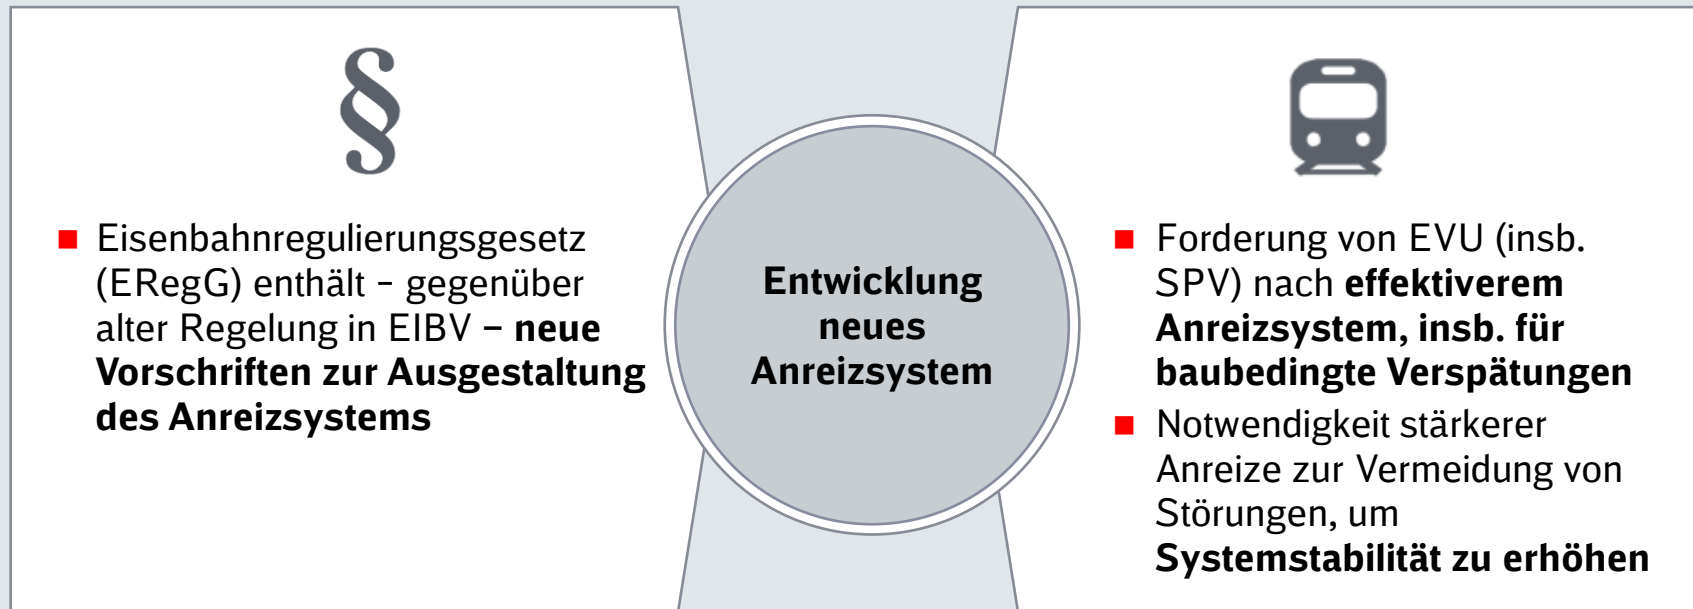 §
Eisenbahnregulierungsgesetz
(ERegG) enthält – gegenüber
alter Regelung in EIBV – neue
Vorschriften zur Ausgestaltung
des Anreizsystems
Entwicklung
neues
Anreizsystem
Forderung von EVU (insb.
SPV) nach effektiverem
Anreizsystem, insb. für
baubedingte Verspätungen
Notwendigkeit stärkerer
Anreize zur Vermeidung von
Störungen, um
Systemstabilität zu erhöhen